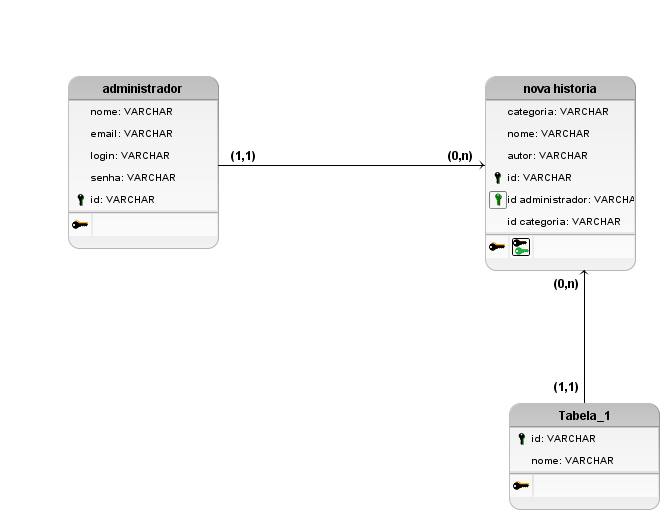 administrador
nome: VARCHAR
email: VARCHAR
login: VARCHAR
senha: VARCHAR
id: VARCHAR
(1,1)
(0,n)
nova historia
categoria: VARCHAR
nome: VARCHAR
autor: VARCHAR
id: VARCHAR
id administrador: VARCHA
id categoria: VAR
(0,n)
(1,1)
Tabela_1
id: VARCHAR
nome: VARCHAR